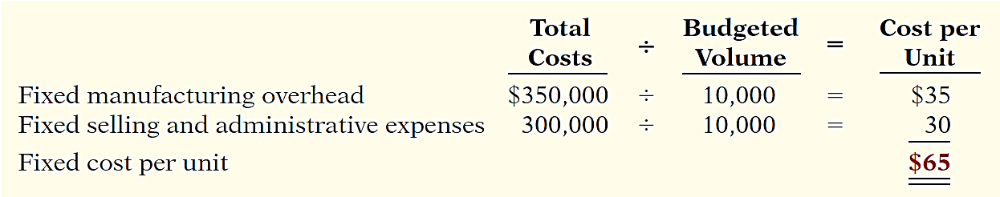 Total Budgeted Cost per
Costs ÷ Volume = Unit
Fixed manufacturing overhead $350,000 ÷ 10,000 = $35
Fixed selling and administrative expenses 300,000 ÷ 10,000 = 30
Fixed cost per unit $65